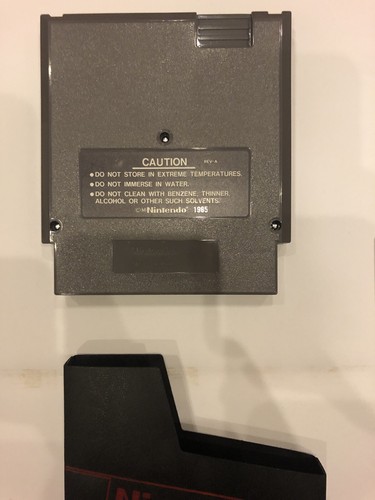 CAUTION REV-A
●DO NOT STORE IN EXTREME TEMPERATURES.
●DO NOT IMMERSE IN WATER.
●DO NOT CLEAN WITH BENZENE, THINNER,
ALCOHOL OR OTHER SUCH SOLVENTS.
Nintendo® 1985